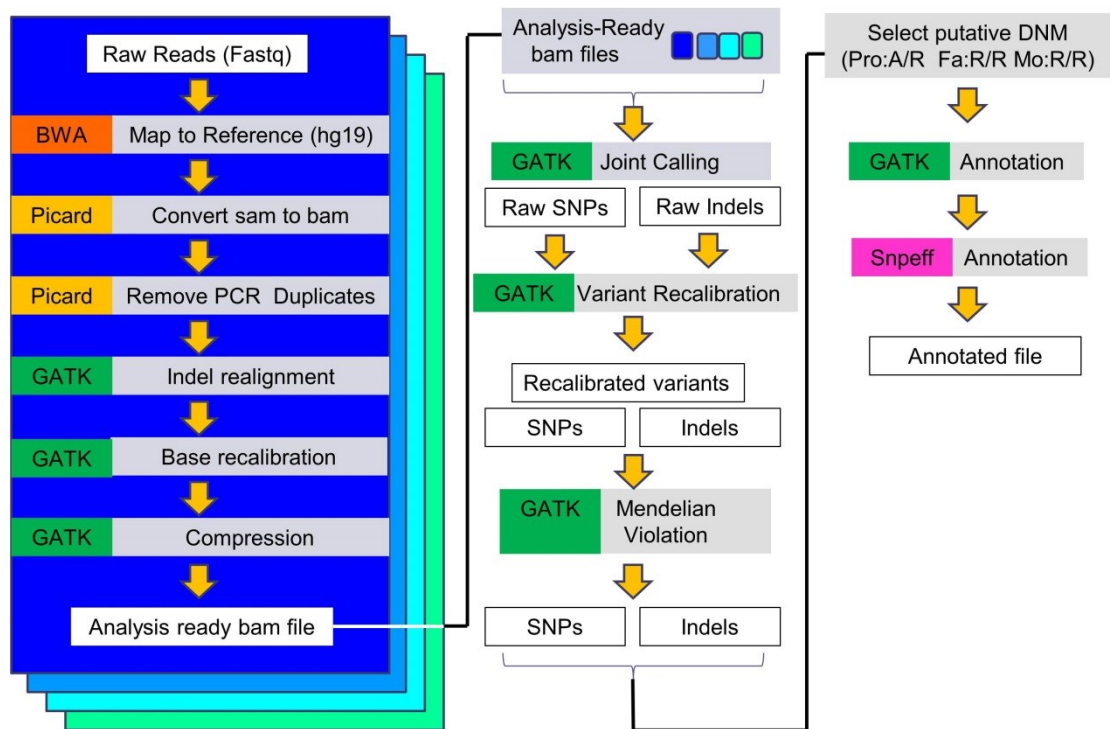 Raw Reads (Fastq)
BWA Map to Reference (hg19)
Picard Convert sam to bam
Picard Remove PCR Duplicates
GATK Indel realignment
GATK Base recalibration
GATK Compression
Analysis ready bam file
Analysis-Ready
bam files
GATK Joint Calling
Raw SNPs Raw Indels
GATK Variant Recalibration
Recalibrated variants
SNPs Indels
GATK Mendelian
Violation
SNPs Indels
Select putative DNM
(Pro:A/R Fa:R/R Mo:R/R)
GATK Annotation
Snpeff Annotation
Annotated file